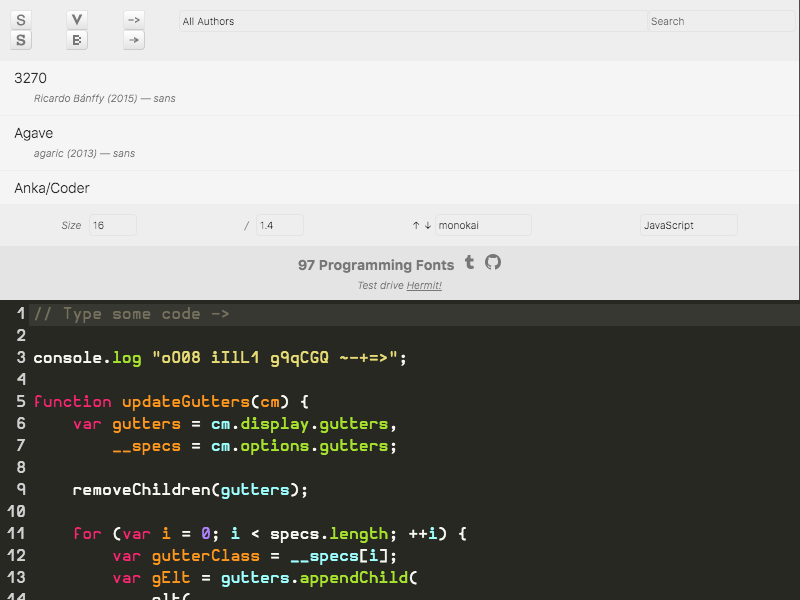 S V -> All Authors Search
S B →
3270
Ricardo Bánffy (2015) — sans
Agave
agaric (2013) — sans
Anka/Coder
Size 16 / 1.4 ↑ ↓ monokai JavaScript
97 Programming Fonts t
Test drive Hermit!
1 // Type some code ->
2
3 console.log "oO08 iIlL1 g9qCGQ ~-+=>";
4
5 function updateGutters(cm) {
6 var gutters = cm.display.gutters,
7 __specs = cm.options.gutters;
8
9 removeChildren(gutters);
10
11 for (var i = 0; i < specs.length; ++i) {
12 var gutterClass = __specs[i];
13 var gElt = gutters.appendChild(
14 elt(